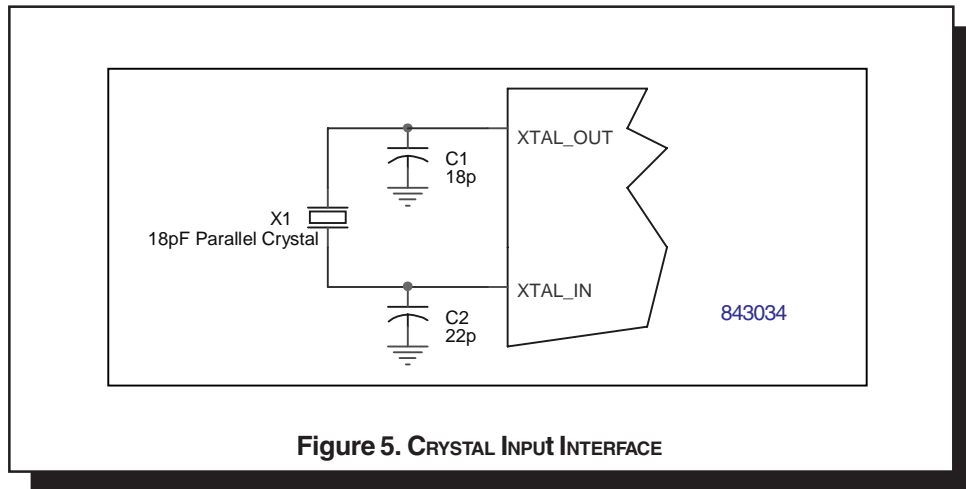 XTAL_OUT
C1
18p
X1
18pF Parallel Crystal
XTAL_IN
C2
22p
843034
Figure 5. CRYSTAL INPUt INTERFACE